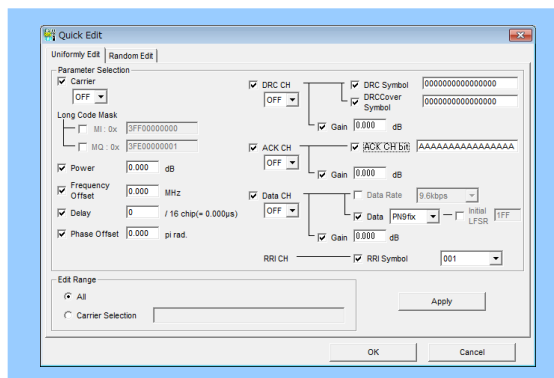 Quick Edit
Uniformly Edit Random Edit
Parameter Selection
Carrier
OFF
Long Code Mask
MI : 0x 3FF00000000
MQ : 0x 3FE00000001
Power 0.000 dB
Frequency Offset 0.000 MHz
Delay 0 / 16 chip(= 0.000μs)
Phase Offset 0.000 pi rad.
DRC CH
OFF
DRC Symbol 0000000000000000
DRCCover Symbol 0000000000000000
Gain 0.000 dB
ACK CH
OFF
ACK CH bit AAAAAAAAAAAAAAAA
Gain 0.000 dB
Data CH
OFF
Data Rate 9.6kbps
Data PN9fix Initial LFSR 1FF
Gain 0.000 dB
RRI CH RRI Symbol 001
Edit Range
All
Carrier Selection
Apply
OK Cancel